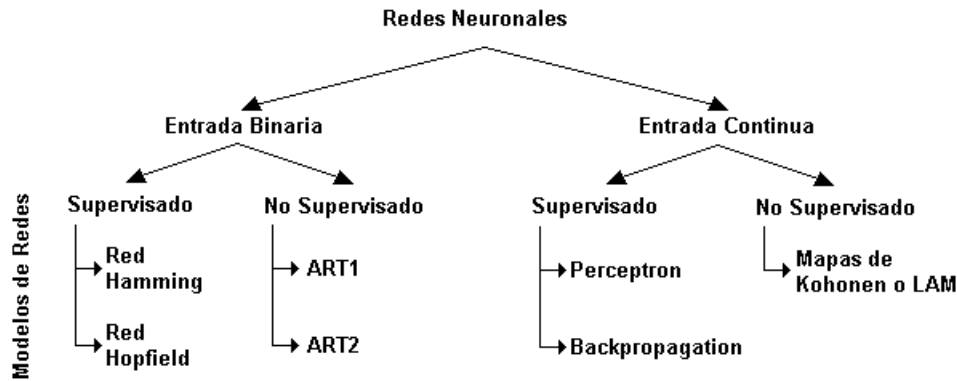 Redes Neuronales
Entrada Binaria
Entrada Continua
Supervisado
No Supervisado
Supervisado
No Supervisado
Modelos de Redes
Red
Hamming
Red
Hopfield
ART1
ART2
Perceptron
Backpropagation
Mapas de
Kohonen o LAM